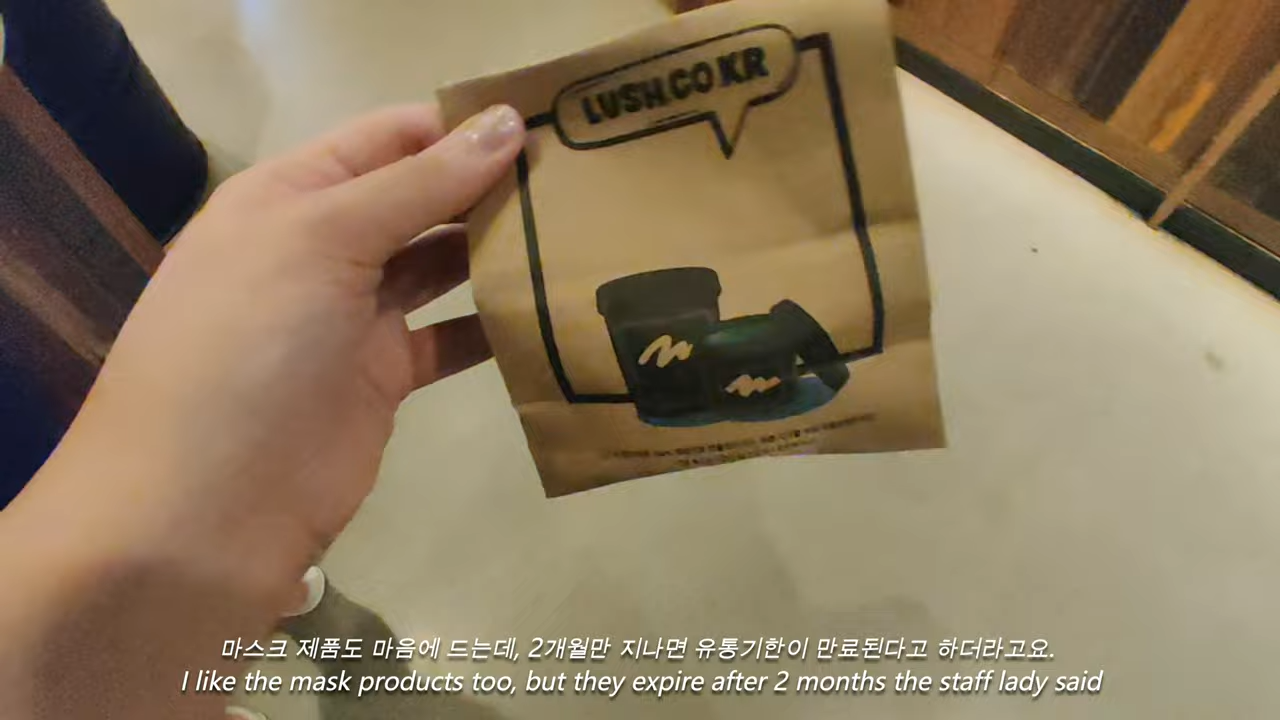 LUSH.CO.KR
마스크 제품도 마음에 드는데, 2개월만 지나면 유통기한이 만료된다고 하더라고요.
I like the mask products too, but they expire after 2 months the staff lady said